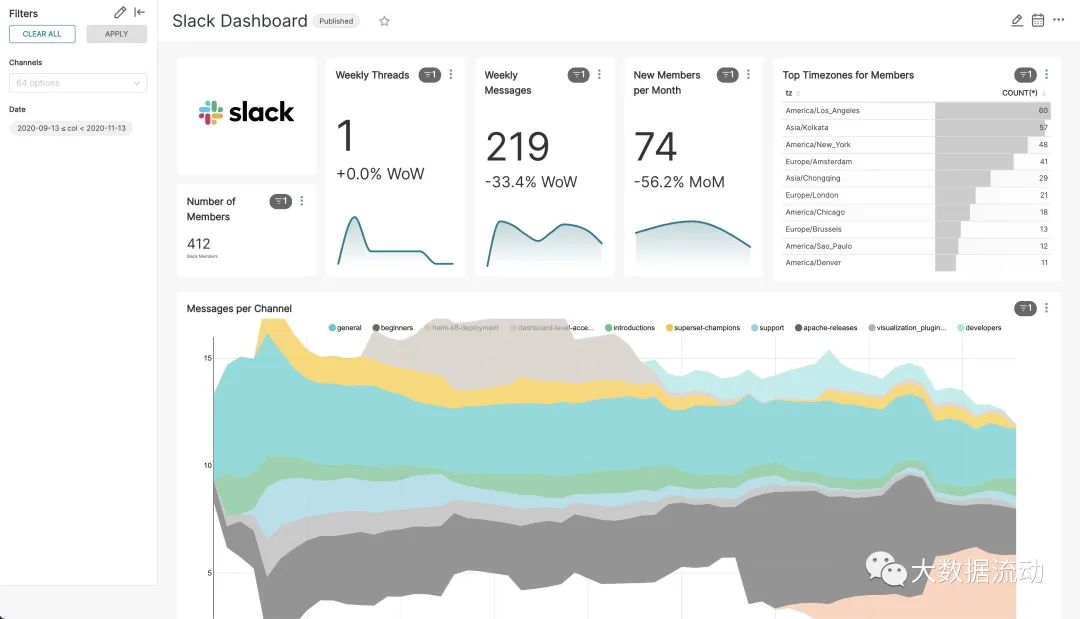 Filters
CLEAR ALL
APPLY
Channels
64 options
Date
2020-09-13 ≤ col < 2020-11-13
Slack Dashboard
Published
slack
Number of
Members
1
412
Slack Members
Weekly Threads
1
1
+0.0% WoW
Weekly
Messages
1
219
-33.4% WoW
New Members
per Month
1
74
-56.2% MoM
Top Timezones for Members
1
tz
COUNT(*)
America/Los_Angeles 60
Asia/Kolkata 57
America/New_York 48
Europe/Amsterdam 41
Asia/Chongqing 29
Europe/London 21
America/Chicago 18
Europe/Brussels 13
America/Sao_Paulo 12
America/Denver 11
Messages per Channel
1
general beginners helm-k8-deployment dashboard-level-acce... introductions superset-champions support apache-releases visualization_plugin... developers
15
10
5
大数据流动